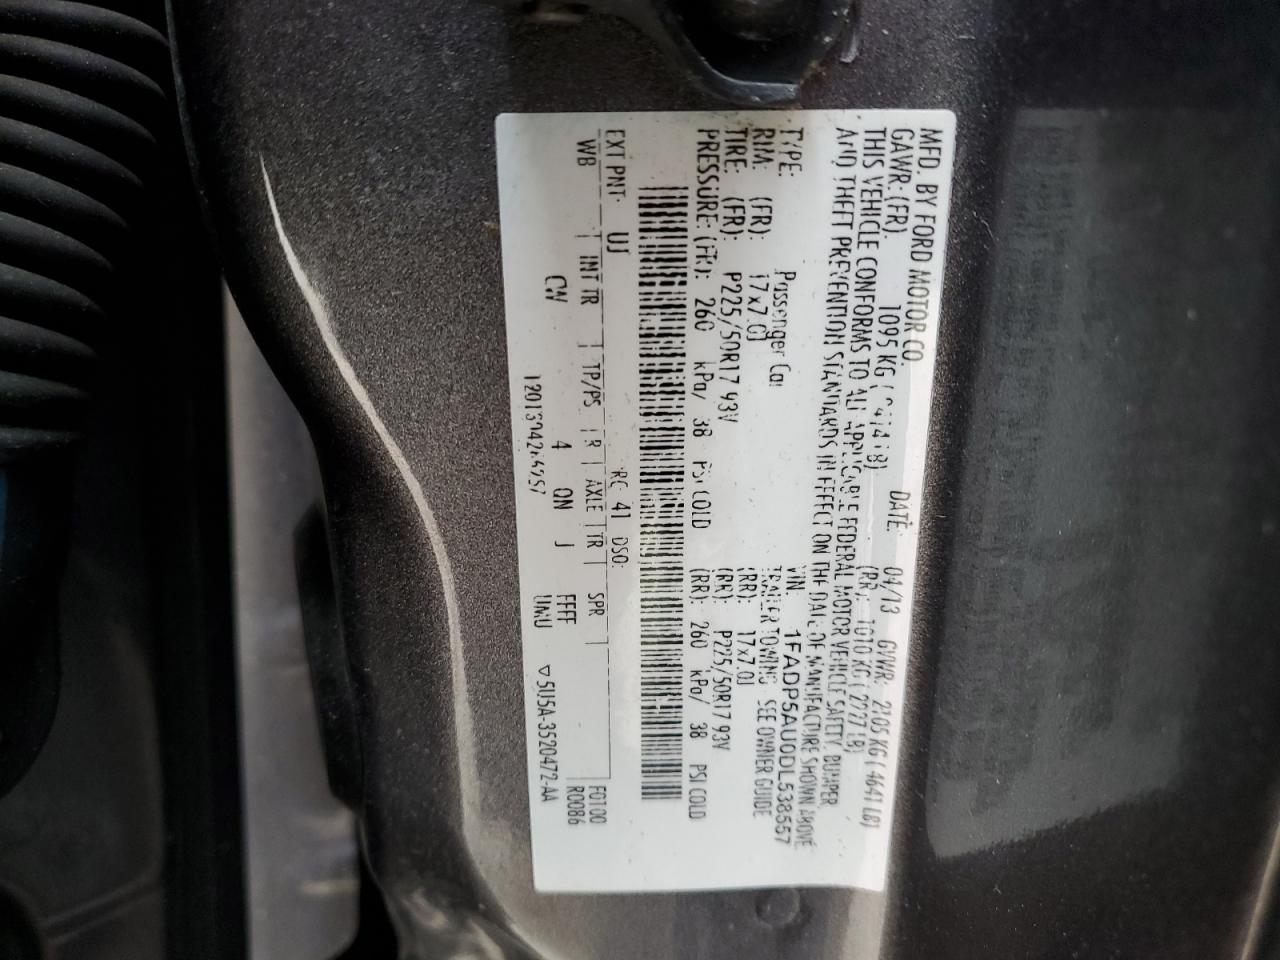 MFD. BY FORD MOTOR CO. DATE: 04/13 GVWR: 2105 KG ( 4641 LB)
GAWR: (FR): 1095 KG ( 2414 LB) (RR): 1010 KG ( 2227 LB)
THIS VEHICLE CONFORMS TO ALL APPLICABLE FEDERAL MOTOR VEHICLE SAFETY, BUMPER,
AND THEFT PREVENTION STANDARDS IN EFFECT ON THE DATE OF MANUFACTURE SHOWN ABOVE
VIN: 1FADP5AU0DL538557
TYPE: Passenger Car TRAILER TOWING: SEE OWNER GUIDE
RIM: (FR): 17x7.0J (RR): 17x7.0J
TIRE: (FR): P225/50R17 93V (RR): P225/50R17 93V
PRESSURE: (FR): 260 kPa/ 38 PSI COLD (RR): 260 kPa/ 38 PSI COLD
EXT PNT: UJ RC: 41 DSO: F0100
WB INT TR TP/PS R AXLE TR SPR R0086
CW 4 QN J FFFF
UMU ▽5U5A-3520472-AA